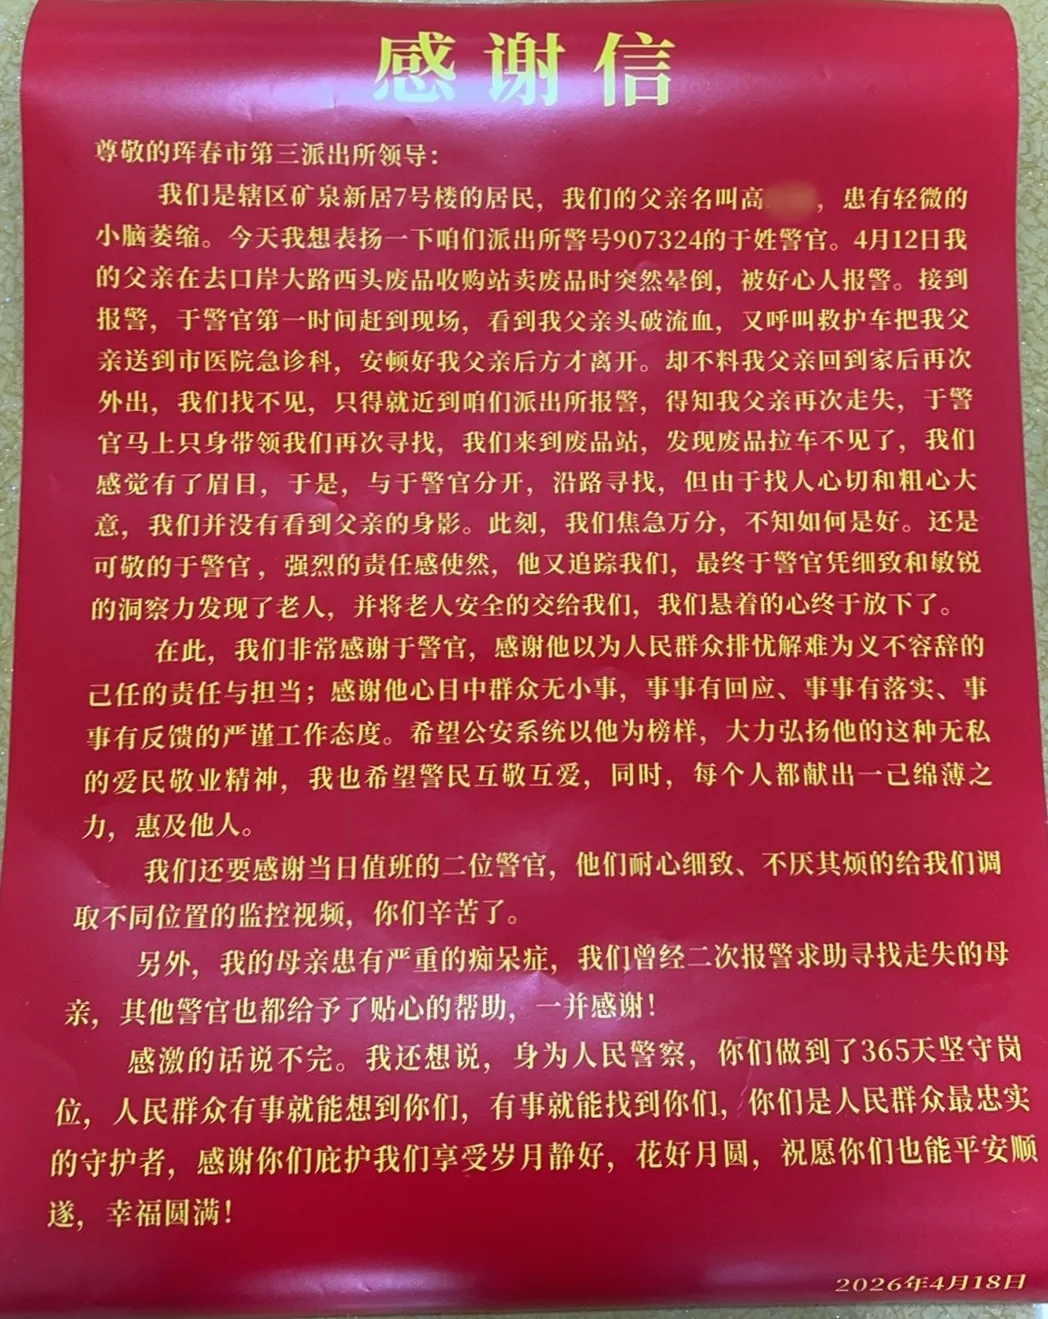 感谢信
尊敬的珲春市第三派出所领导：
我们是辖区矿泉新居7号楼的居民，我们的父亲名叫高，患有轻微的
小脑萎缩。今天我想表扬一下咱们派出所警号907324的于姓警官。4月12日我
的父亲在去口岸大路西头废品收购站卖废品时突然晕倒，被好心人报警。接到
报警，于警官第一时间赶到现场，看到我父亲头破流血，又呼叫救护车把我父
亲送到市医院急诊科，安顿好我父亲后方才离开。却不料我父亲回到家后再次
外出，我们找不见，只得就近到咱们派出所报警，得知我父亲再次走失，于警
官马上只身带领我们再次寻找，我们来到废品站，发现废品拉车不见了，我们
感觉有了眉目，于是，与于警官分开，沿路寻找，但由于找人心切和粗心大
意，我们并没有看到父亲的身影。此刻，我们焦急万分，不知如何是好。还是
可敬的于警官，强烈的责任感使然，他又追踪我们，最终于警官凭细致和敏锐
的洞察力发现了老人，并将老人安全的交给我们，我们悬着的心终于放下了。
在此，我们非常感谢于警官，感谢他以为人民群众排忧解难为义不容辞的
己任的责任与担当；感谢他心目中群众无小事，事事有回应、事事有落实、事
事有反馈的严谨工作态度。希望公安系统以他为榜样，大力弘扬他的这种无私
的爱民敬业精神，我也希望警民互敬互爱，同时，每个人都献出一己绵薄之
力，惠及他人。
我们还要感谢当日值班的二位警官，他们耐心细致、不厌其烦的给我们调
取不同位置的监控视频，你们辛苦了。
另外，我的母亲患有严重的痴呆症，我们曾经二次报警求助寻找走失的母
亲，其他警官也都给予了贴心的帮助，一并感谢！
感激的话说不完。我还想说，身为人民警察，你们做到了365天坚守岗
位，人民群众有事就能想到你们，有事就能找到你们，你们是人民群众最忠实
的守护者，感谢你们庇护我们享受岁月静好，花好月圆，祝愿你们也能平安顺
遂，幸福圆满！
2026年4月18日